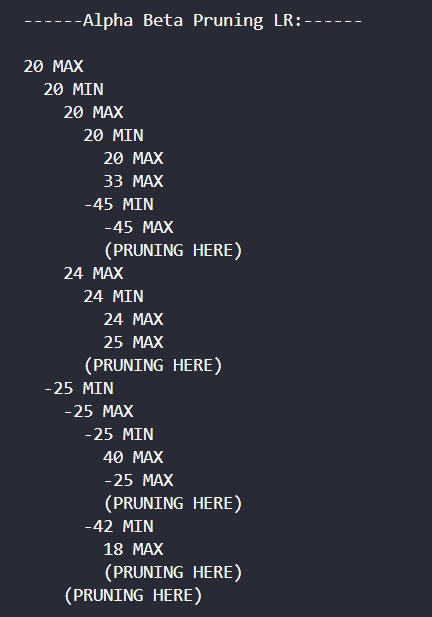 ------Alpha Beta Pruning LR:------
20 MAX
20 MIN
20 MAX
20 MIN
20 MAX
33 MAX
-45 MIN
-45 MAX
(PRUNING HERE)
24 MAX
24 MIN
24 MAX
25 MAX
(PRUNING HERE)
-25 MIN
-25 MAX
-25 MIN
40 MAX
-25 MAX
(PRUNING HERE)
-42 MIN
18 MAX
(PRUNING HERE)
(PRUNING HERE)